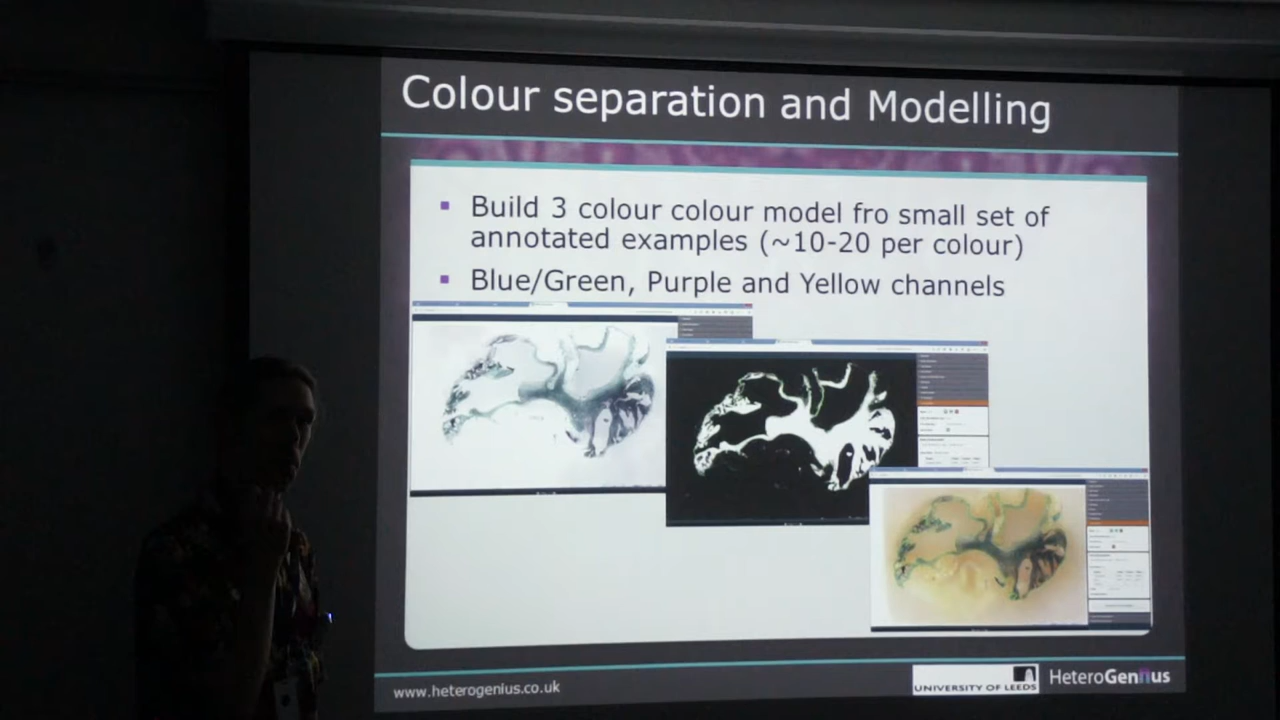 Colour separation and Modelling
Build 3 colour colour model fro small set of
annotated examples (~10-20 per colour)
Blue/Green, Purple and Yellow channels
www.heterogenius.co.uk
UNIVERSITY OF LEEDS
HeteroGenius